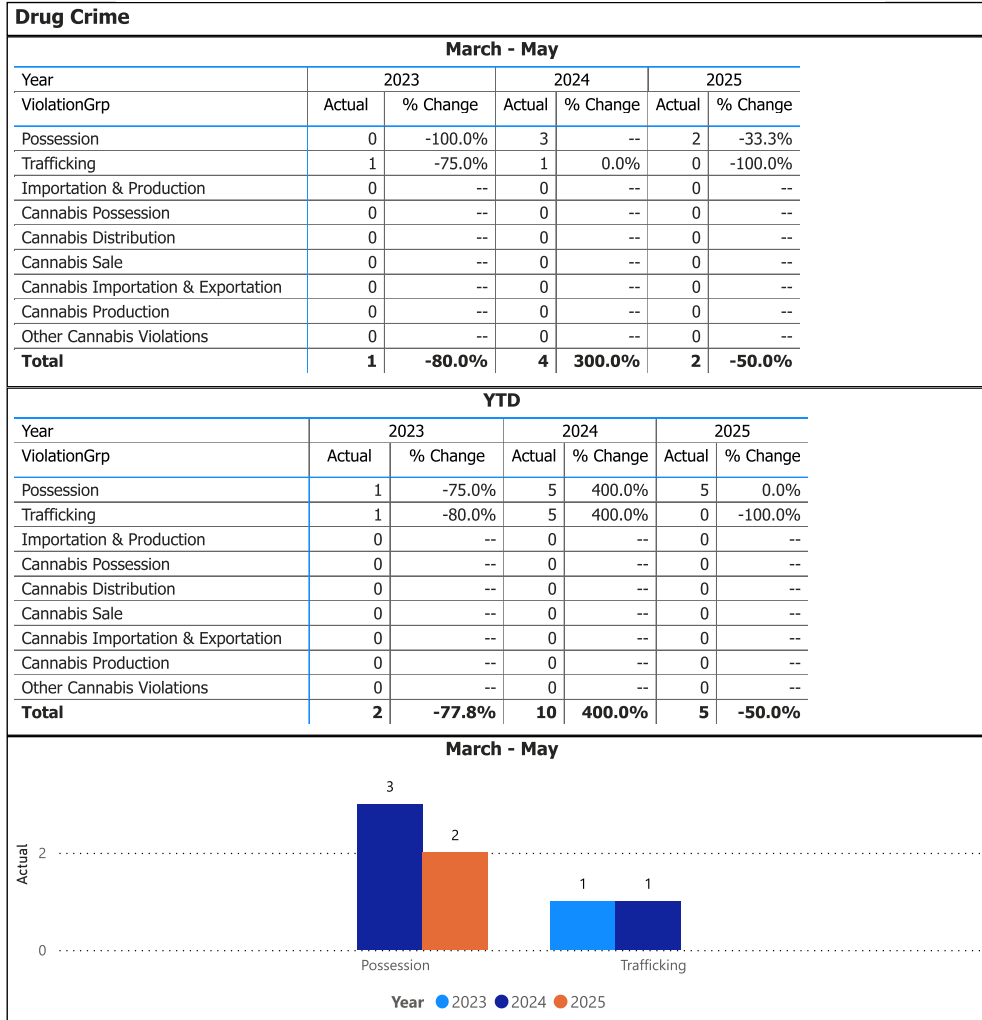 Drug Crime
March - May
Year 2023 2024 2025
ViolationGrp Actual % Change Actual % Change Actual % Change
Possession 0 -100.0% 3 -- 2 -33.3%
Trafficking 1 -75.0% 1 0.0% 0 -100.0%
Importation & Production 0 -- 0 -- 0 --
Cannabis Possession 0 -- 0 -- 0 --
Cannabis Distribution 0 -- 0 -- 0 --
Cannabis Sale 0 -- 0 -- 0 --
Cannabis Importation & Exportation 0 -- 0 -- 0 --
Cannabis Production 0 -- 0 -- 0 --
Other Cannabis Violations 0 -- 0 -- 0 --
Total 1 -80.0% 4 300.0% 2 -50.0%
YTD
Year 2023 2024 2025
ViolationGrp Actual % Change Actual % Change Actual % Change
Possession 1 -75.0% 5 400.0% 5 0.0%
Trafficking 1 -80.0% 5 400.0% 0 -100.0%
Importation & Production 0 -- 0 -- 0 --
Cannabis Possession 0 -- 0 -- 0 --
Cannabis Distribution 0 -- 0 -- 0 --
Cannabis Sale 0 -- 0 -- 0 --
Cannabis Importation & Exportation 0 -- 0 -- 0 --
Cannabis Production 0 -- 0 -- 0 --
Other Cannabis Violations 0 -- 0 -- 0 --
Total 2 -77.8% 10 400.0% 5 -50.0%
March - May
3
2
1 1
Actual
2
0
Possession Trafficking
Year 2023 2024 2025